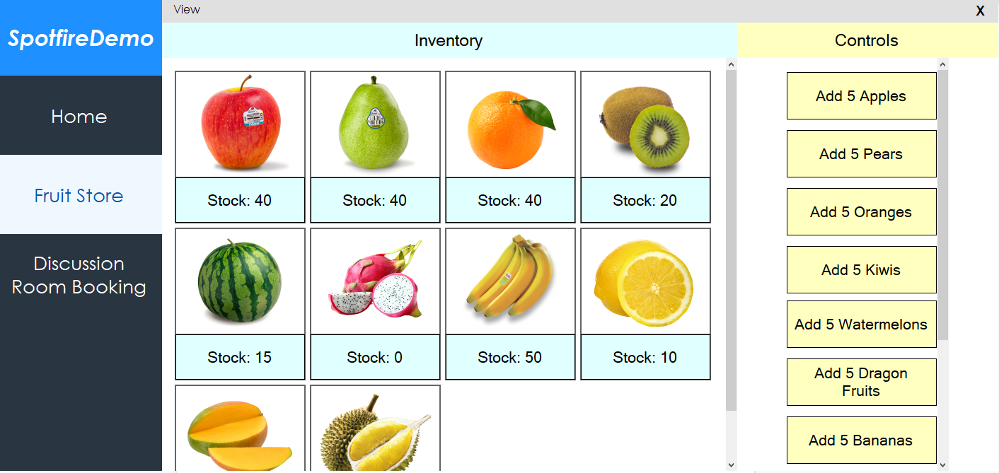 SpotfireDemo
Home
Fruit Store
Discussion
Room Booking
View
X
Inventory
Stock: 40
Stock: 40
Stock: 40
Stock: 20
Stock: 15
Stock: 0
Stock: 50
Stock: 10
Controls
Add 5 Apples
Add 5 Pears
Add 5 Oranges
Add 5 Kiwis
Add 5 Watermelons
Add 5 Dragon
Fruits
Add 5 Bananas